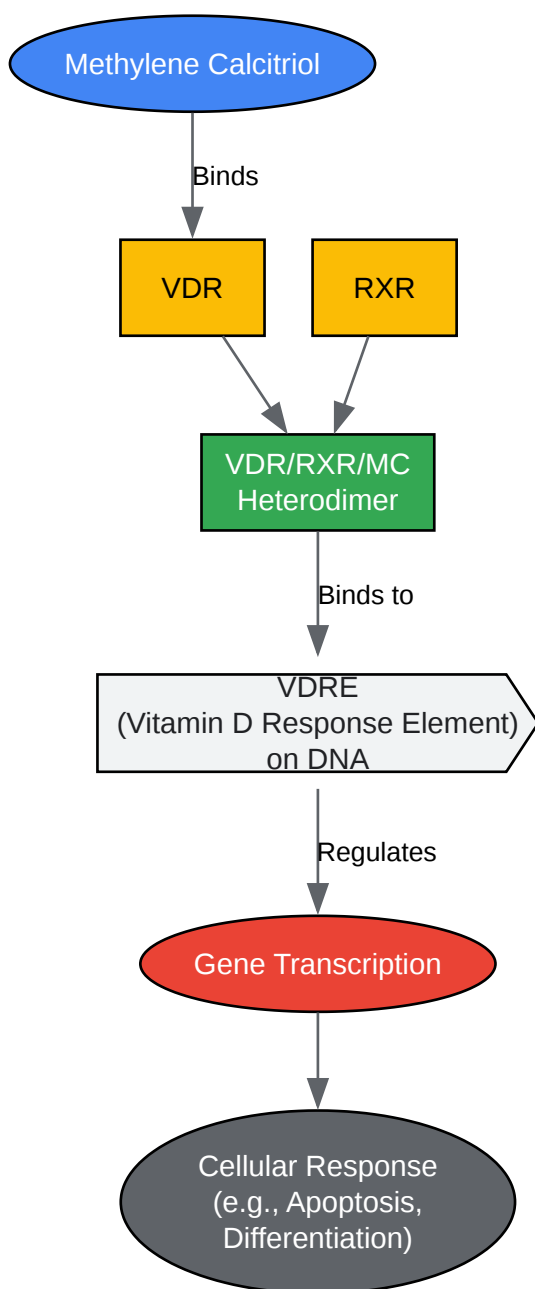 Methylene Calcitriol
Binds
VDR
RXR
VDR/RXR/MC
Heterodimer
Binds to
VDRE
(Vitamin D Response Element)
on DNA
Regulates
Gene Transcription
Cellular Response
(e.g., Apoptosis,
Differentiation)